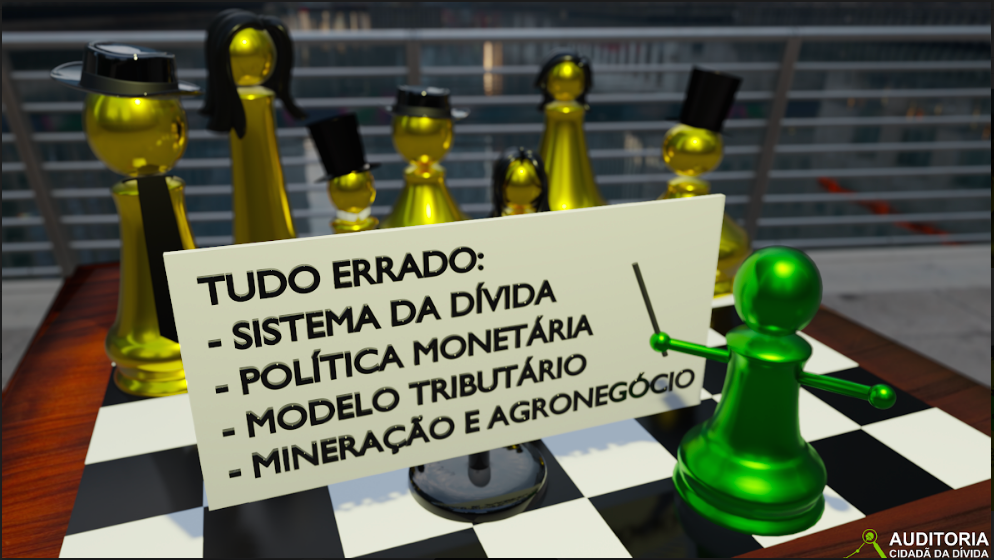 TUDO ERRADO:
- SISTEMA DA DÍVIDA
- POLÍTICA MONETÁRIA
- MODELO TRIBUTÁRIO
- MINERAÇÃO E AGRONEGÓCIO
AUDITORIA
CIDADÃ DA DÍVIDA